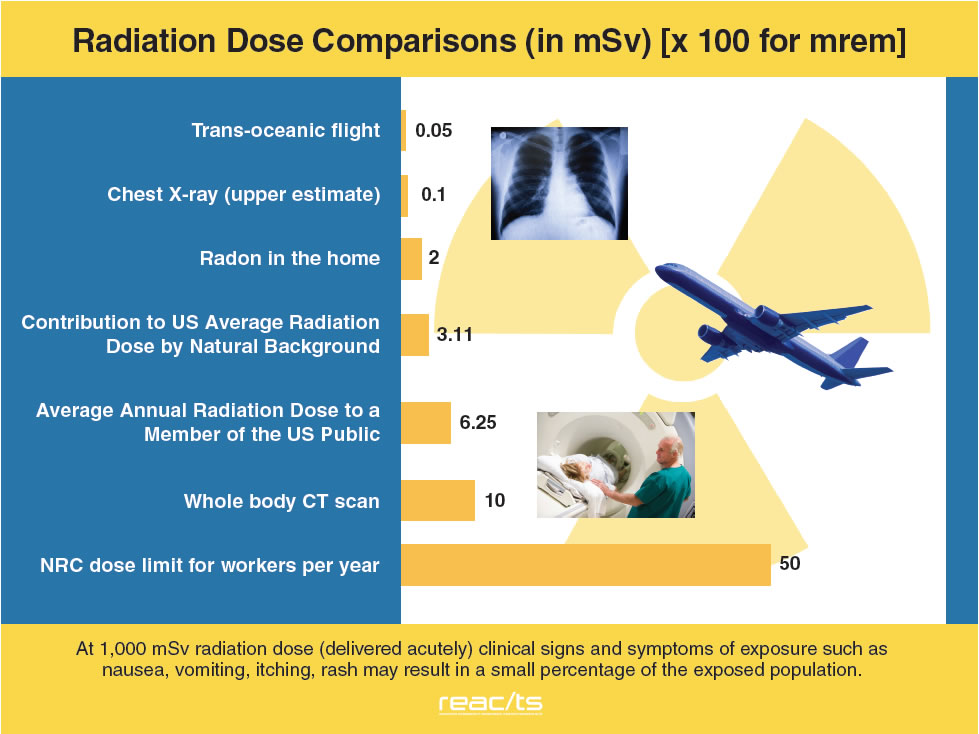 Radiation Dose Comparisons (in mSv) [x 100 for mrem]
Trans-oceanic flight
0.05
Chest X-ray (upper estimate)
0.1
Radon in the home
2
Contribution to US Average Radiation
Dose by Natural Background
3.11
Average Annual Radiation Dose to a
Member of the US Public
6.25
Whole body CT scan
10
NRC dose limit for workers per year
50
At 1,000 mSv radiation dose (delivered acutely) clinical signs and symptoms of exposure such as
nausea, vomiting, itching, rash may result in a small percentage of the exposed population.
reac/ts